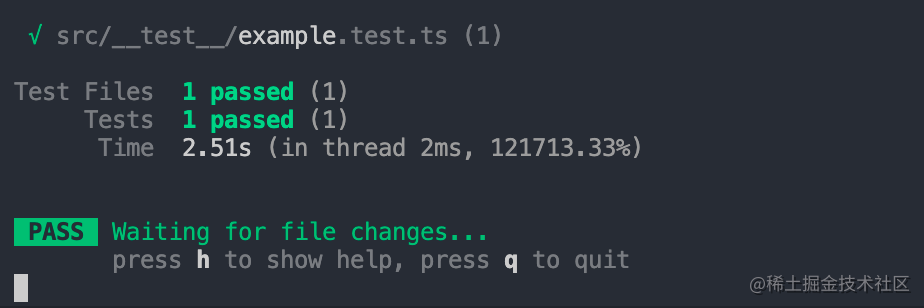 √ src/__test__/example.test.ts (1)
Test Files 1 passed (1)
Tests 1 passed (1)
Time 2.51s (in thread 2ms, 121713.33%)
PASS Waiting for file changes...
press h to show help, press q to quit
@稀土掘金技术社区